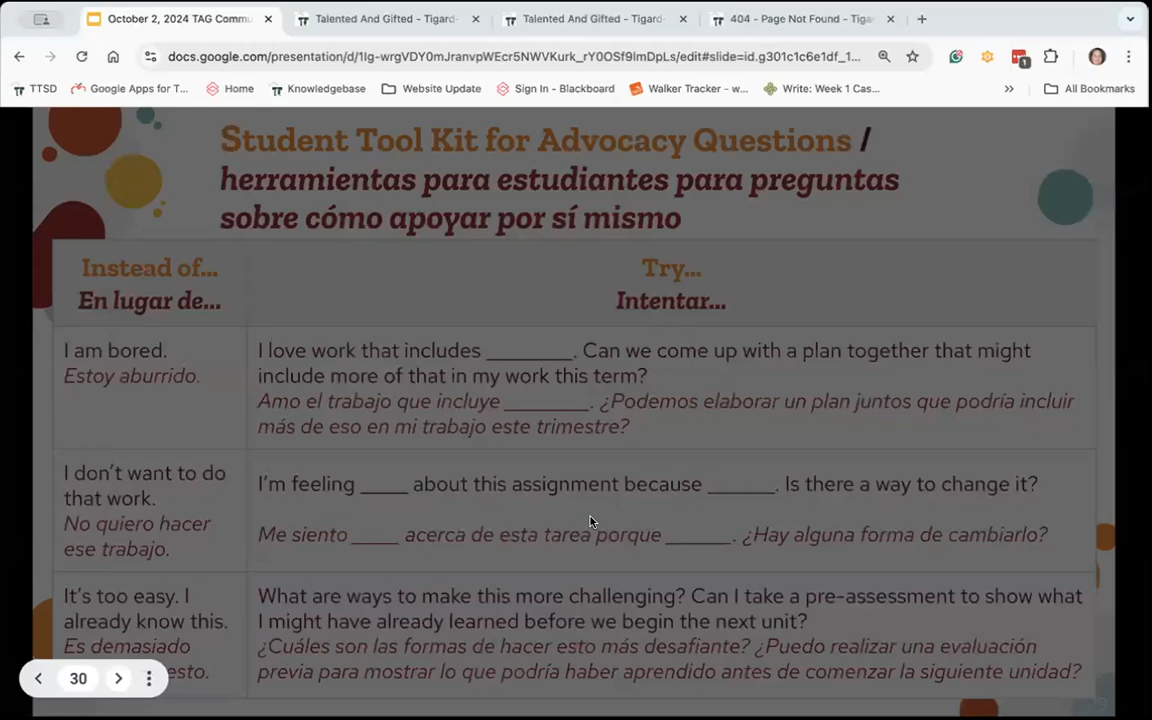 October 2, 2024 TAG Commu
Talented And Gifted - Tigard-
Talented And Gifted - Tigard-
404 - Page Not Found - Tiga
docs.google.com/presentation/d/1Ig-wrgVDY0mJranvpWEcr5NWVKurk_rY0OSf9lmDpLs/edit#slide=id.g301c1c6e1df_1...
1
TTSD
Google Apps for T...
Home
Knowledgebase
Website Update
Sign In - Blackboard
Walker Tracker - w...
Write: Week 1 Cas...
All Bookmarks
Student Tool Kit for Advocacy Questions /
herramientas para estudiantes para preguntas
sobre cómo apoyar por sí mismo
Instead of...
En lugar de...
Try...
Intentar...
I am bored.
Estoy aburrido.
I love work that includes ________. Can we come up with a plan together that might
include more of that in my work this term?
Amo el trabajo que incluye ________. ¿Podemos elaborar un plan juntos que podría incluir
más de eso en mi trabajo este trimestre?
I don't want to do
that work.
No quiero hacer
ese trabajo.
I'm feeling ____ about this assignment because ______. Is there a way to change it?
Me siento ____ acerca de esta tarea porque ______. ¿Hay alguna forma de cambiarlo?
It's too easy. I
already know this.
Es demasiado
esto.
What are ways to make this more challenging? Can I take a pre-assessment to show what
I might have already learned before we begin the next unit?
¿Cuáles son las formas de hacer esto más desafiante? ¿Puedo realizar una evaluación
previa para mostrar lo que podría haber aprendido antes de comenzar la siguiente unidad?
30